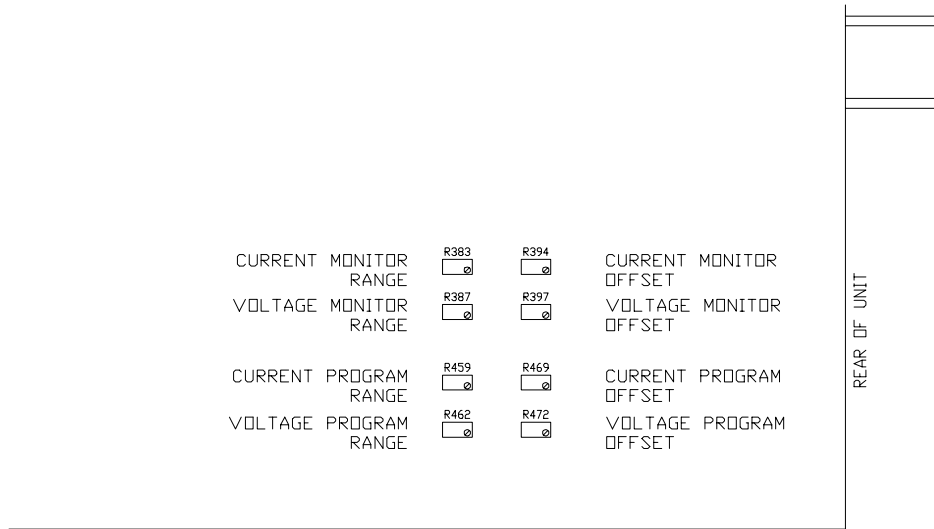 R383 R394
CURRENT MONITOR CURRENT MONITOR
RANGE OFFSET
R387 R397
VOLTAGE MONITOR VOLTAGE MONITOR
RANGE OFFSET
R459 R469
CURRENT PROGRAM CURRENT PROGRAM
RANGE OFFSET
R462 R472
VOLTAGE PROGRAM VOLTAGE PROGRAM
RANGE OFFSET
REAR OF UNIT